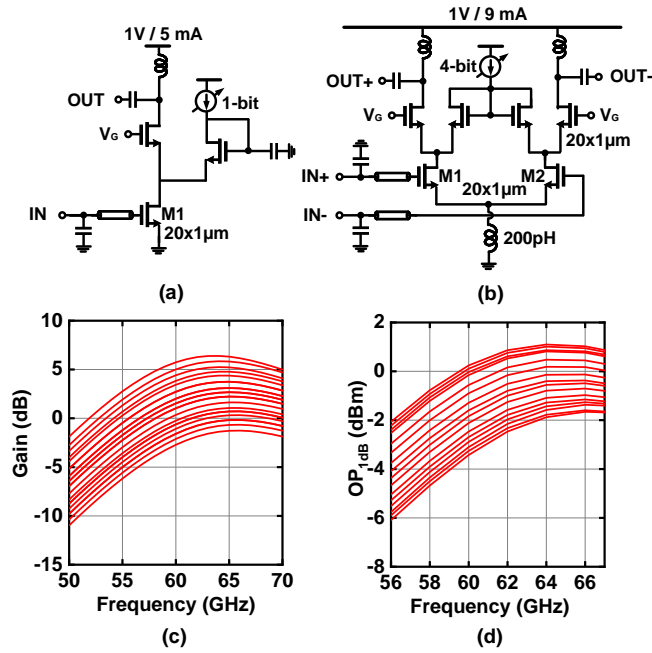 1V / 5 mA
OUT
1-bit
VG
IN
M1
20x1µm
(a)
1V / 9 mA
4-bit
OUT+
OUT-
VG
VG
20x1µm
IN+
M1
M2
20x1µm
IN-
200pH
(b)
10
5
0
-5
-10
-15
Gain (dB)
50 55 60 65 70
Frequency (GHz)
(c)
2
0
-2
-4
-6
-8
OP1dB (dBm)
56 58 60 62 64 66
Frequency (GHz)
(d)